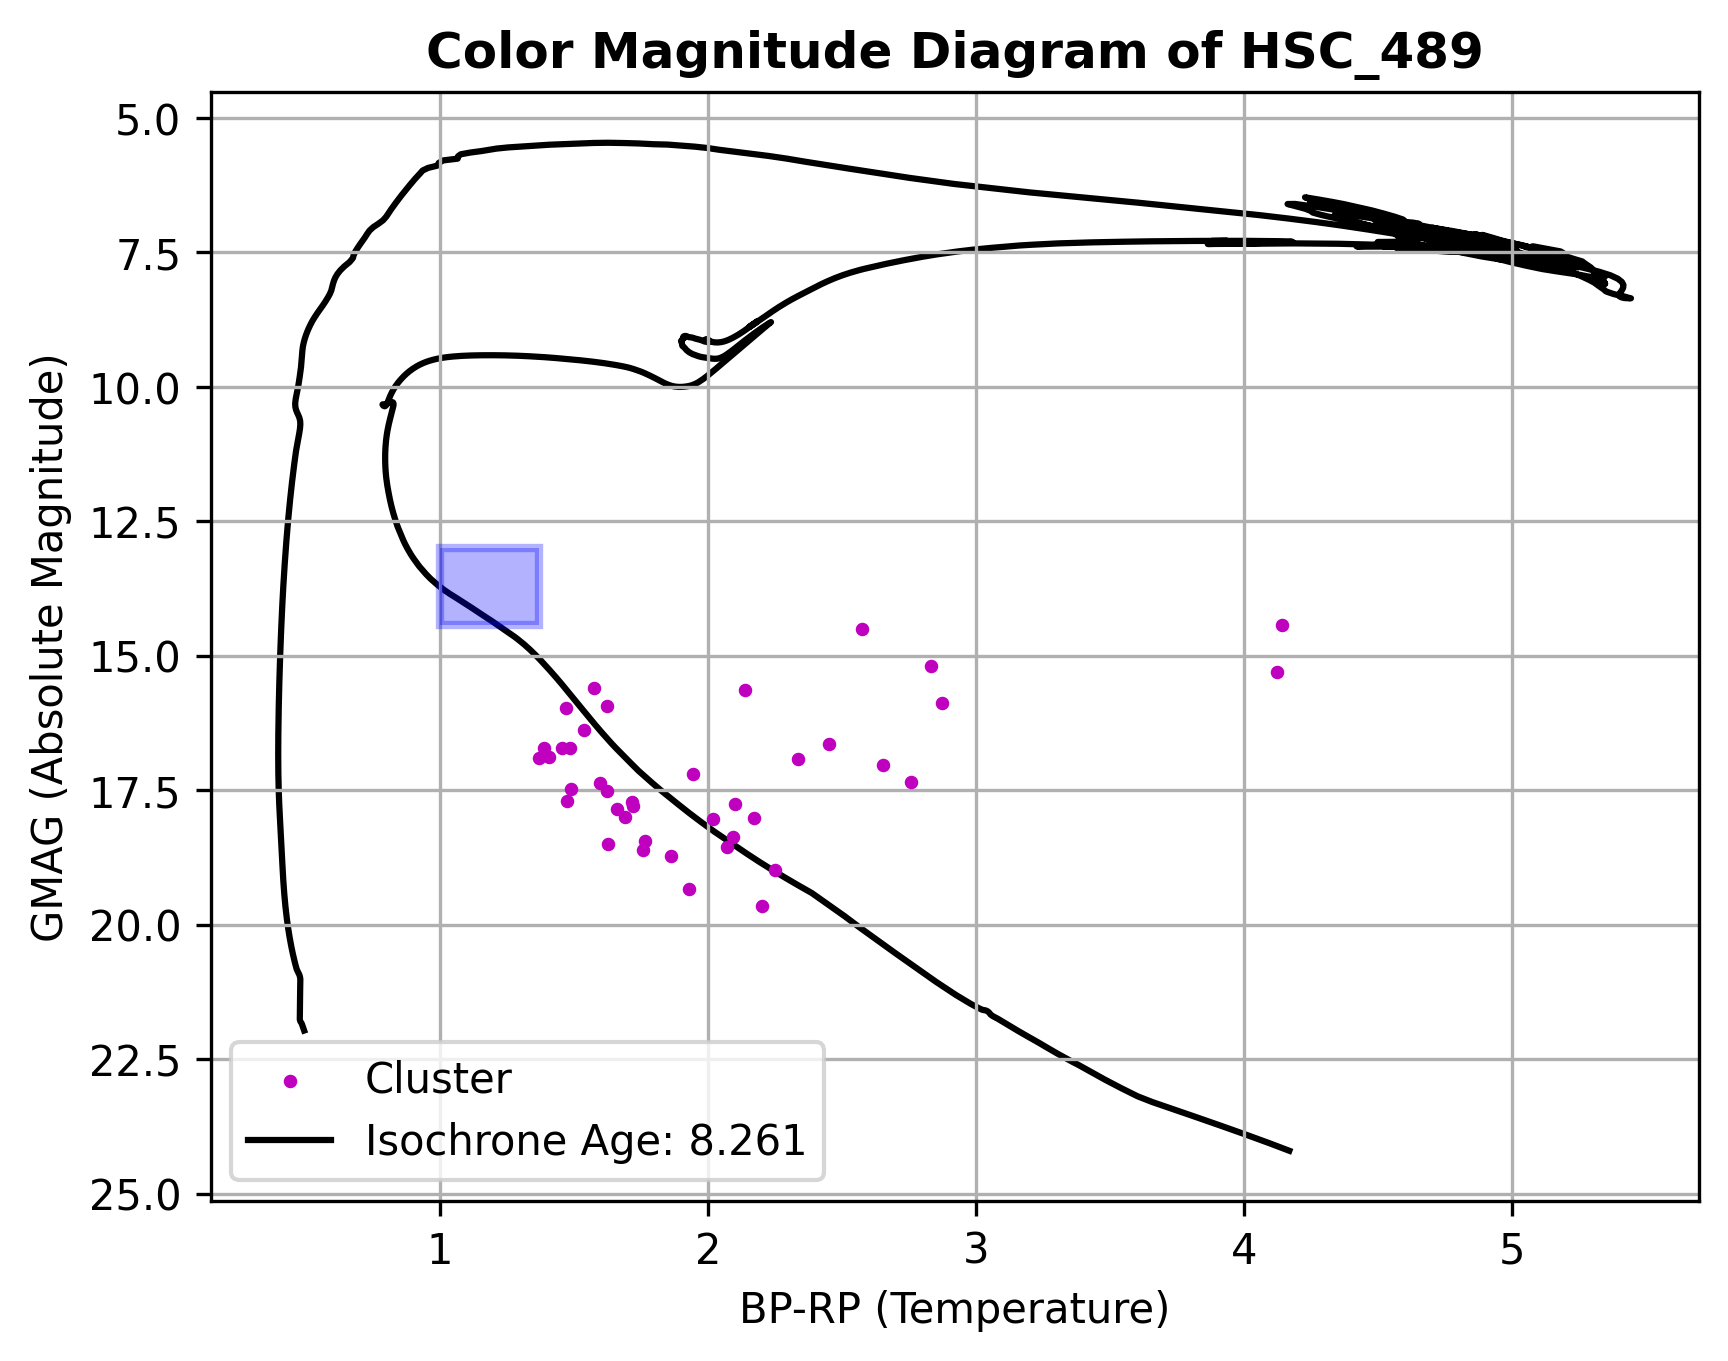 Color Magnitude Diagram of HSC_489
GMAG (Absolute Magnitude)
5.0
7.5
10.0
12.5
15.0
17.5
20.0
22.5
25.0
Cluster
Isochrone Age: 8.261
1 2 3 4 5
BP-RP (Temperature)